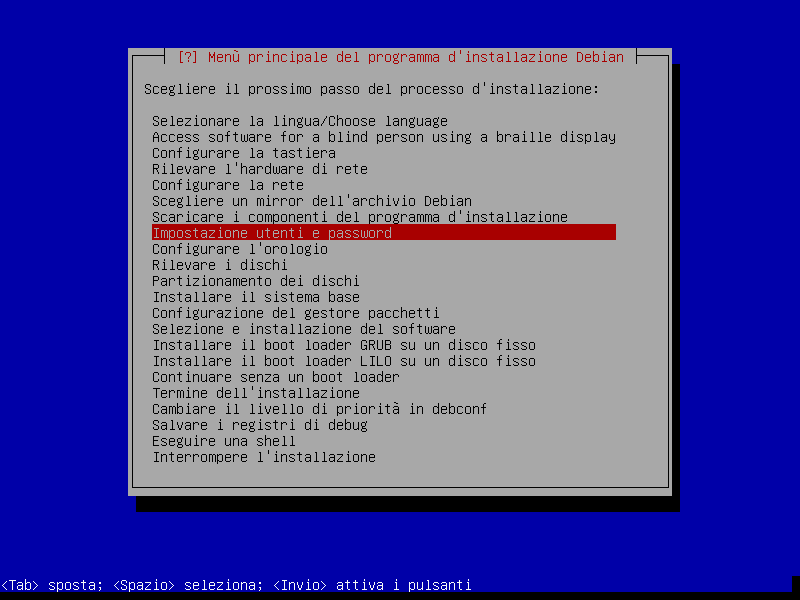 [?] Menù principale del programma d'installazione Debian
Scegliere il prossimo passo del processo d'installazione:
Selezionare la lingua/Choose language
Access software for a blind person using a braille display
Configurare la tastiera
Rilevare l'hardware di rete
Configurare la rete
Scegliere un mirror dell'archivio Debian
Scaricare i componenti del programma d'installazione
Impostazione utenti e password
Configurare l'orologio
Rilevare i dischi
Partizionamento dei dischi
Installare il sistema base
Configurazione del gestore pacchetti
Selezione e installazione del software
Installare il boot loader GRUB su un disco fisso
Installare il boot loader LILO su un disco fisso
Continuare senza un boot loader
Termine dell'installazione
Cambiare il livello di priorità in debconf
Salvare i registri di debug
Eseguire una shell
Interrompere l'installazione
<Tab> sposta; <Spazio> seleziona; <Invio> attiva i pulsanti